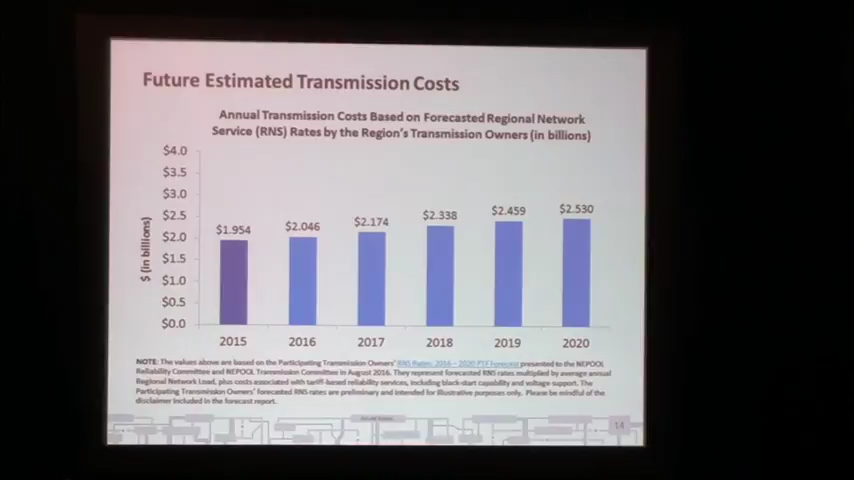 Future Estimated Transmission Costs
Annual Transmission Costs Based on Forecasted Regional Network
Service (RNS) Rates by the Region's Transmission Owners (in billions)
$4.0
$3.5
$3.0
$2.5
$2.0
$1.5
$1.0
$0.5
$0.0
$ (in billions)
$1.954
$2.046
$2.174
$2.338
$2.459
$2.530
2015
2016
2017
2018
2019
2020
NOTE: The values above are based on the Participating Transmission Owners' RNS Rates: 2016 – 2020 PTF Forecast presented to the NEPOOL
Reliability Committee and NEPOOL Transmission Committee in August 2016. They represent forecasted RNS rates multiplied by average annual
Regional Network Load, plus costs associated with tariff-based reliability services, including black-start capability and voltage support. The
Participating Transmission Owners' forecasted RNS rates are preliminary and intended for illustrative purposes only. Please be mindful of the
disclaimer included in the forecast report.
14